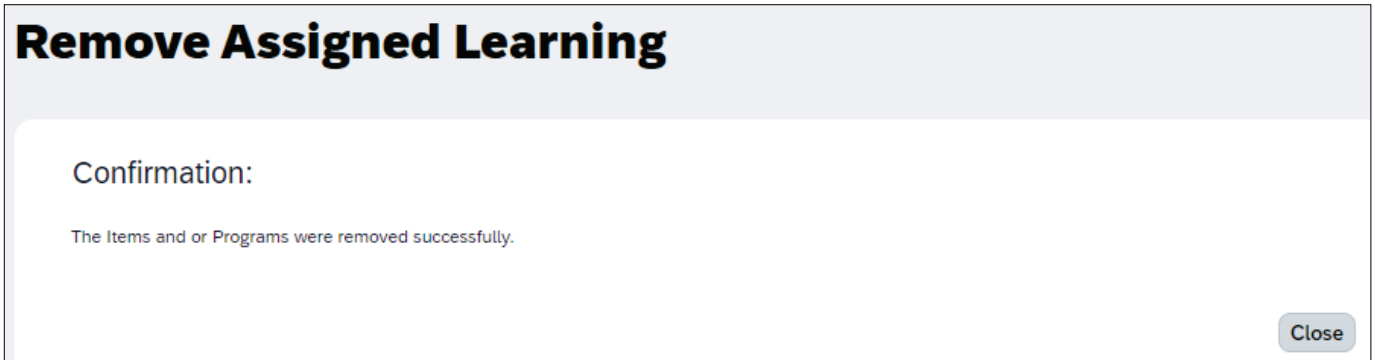 Remove Assigned Learning
Confirmation:
The Items and or Programs were removed successfully.
Close